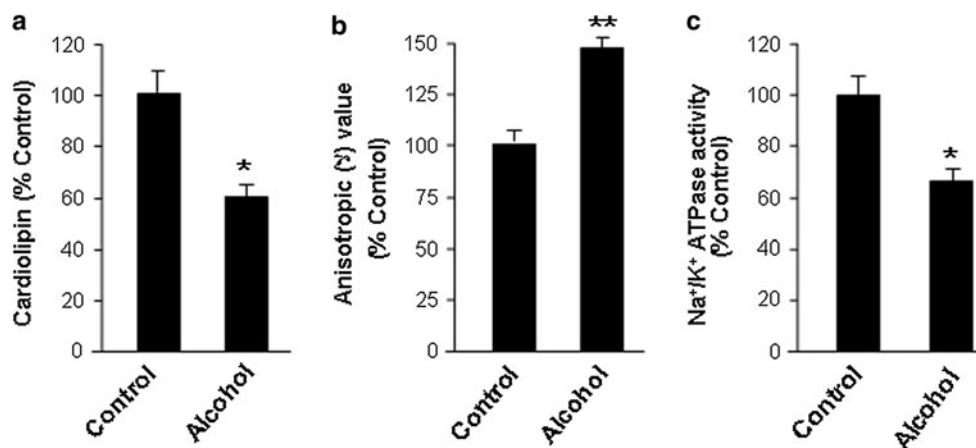 a
Cardiolipin (% Control)
120
100
80
60
40
20
0
*
Control
Alcohol
b
Anisotropic (४) value
(% Control)
150
125
100
75
50
25
0
**
Control
Alcohol
c
Na⁺/K⁺ ATPase activity
(% Control)
120
100
80
60
40
20
0
*
Control
Alcohol